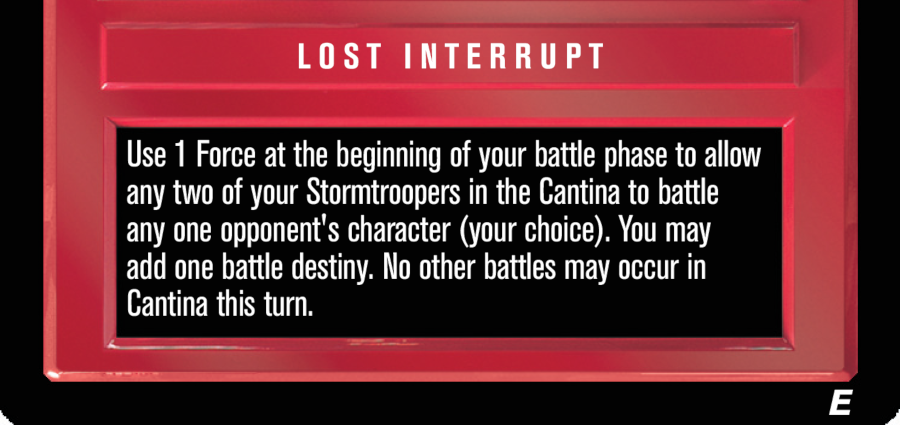 LOST INTERRUPT
Use 1 Force at the beginning of your battle phase to allow
any two of your Stormtroopers in the Cantina to battle
any one opponent's character (your choice). You may
add one battle destiny. No other battles may occur in
Cantina this turn.
E